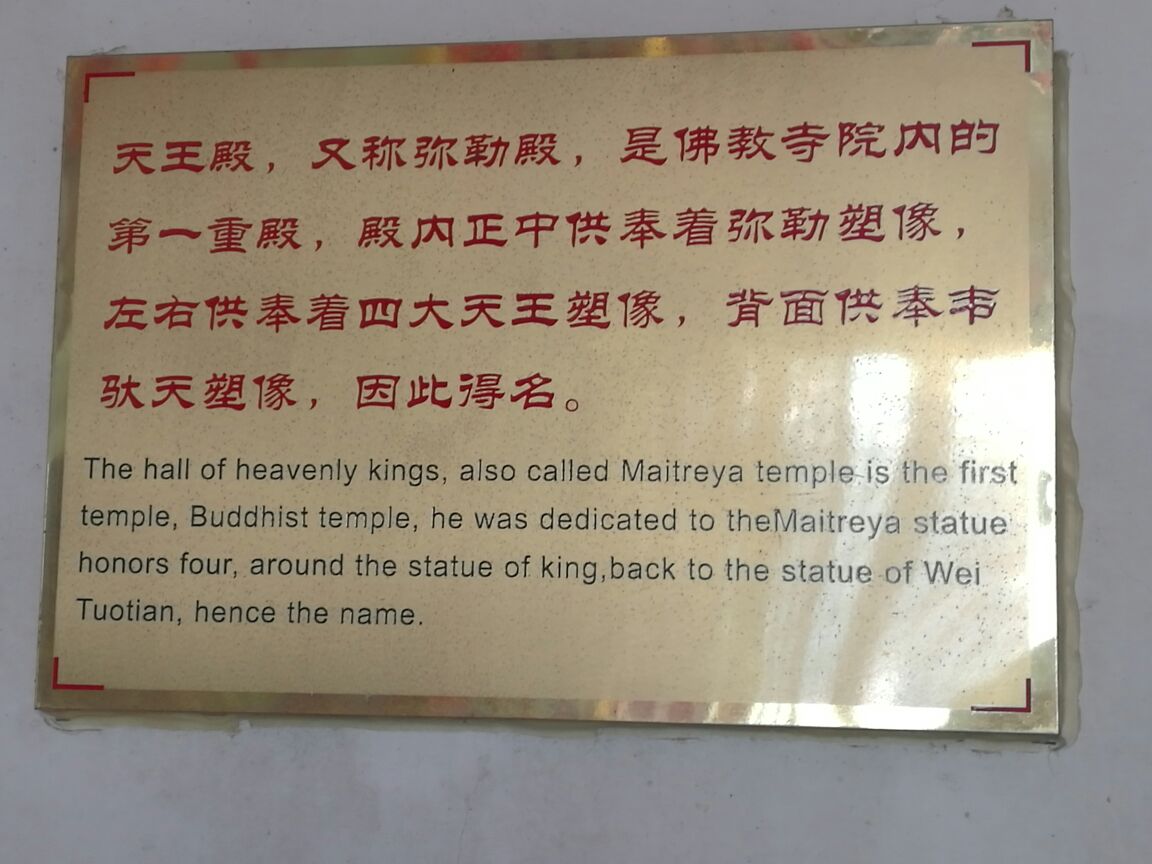 天王殿，又称弥勒殿，是佛教寺院内的
第一重殿，殿内正中供奉着弥勒塑像，
左右供奉着四大天王塑像，背面供奉韦
驮天塑像，因此得名。
The hall of heavenly kings, also called Maitreya temple,is the first
temple, Buddhist temple, he was dedicated to theMaitreya statue
honors four, around the statue of king,back to the statue of Wei
Tuotian, hence the name.